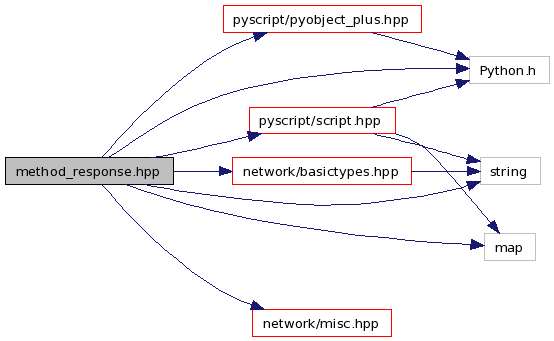 pyscript/pyobject_plus.hpp
Python.h
pyscript/script.hpp
method_response.hpp
network/basictypes.hpp
string
map
network/misc.hpp